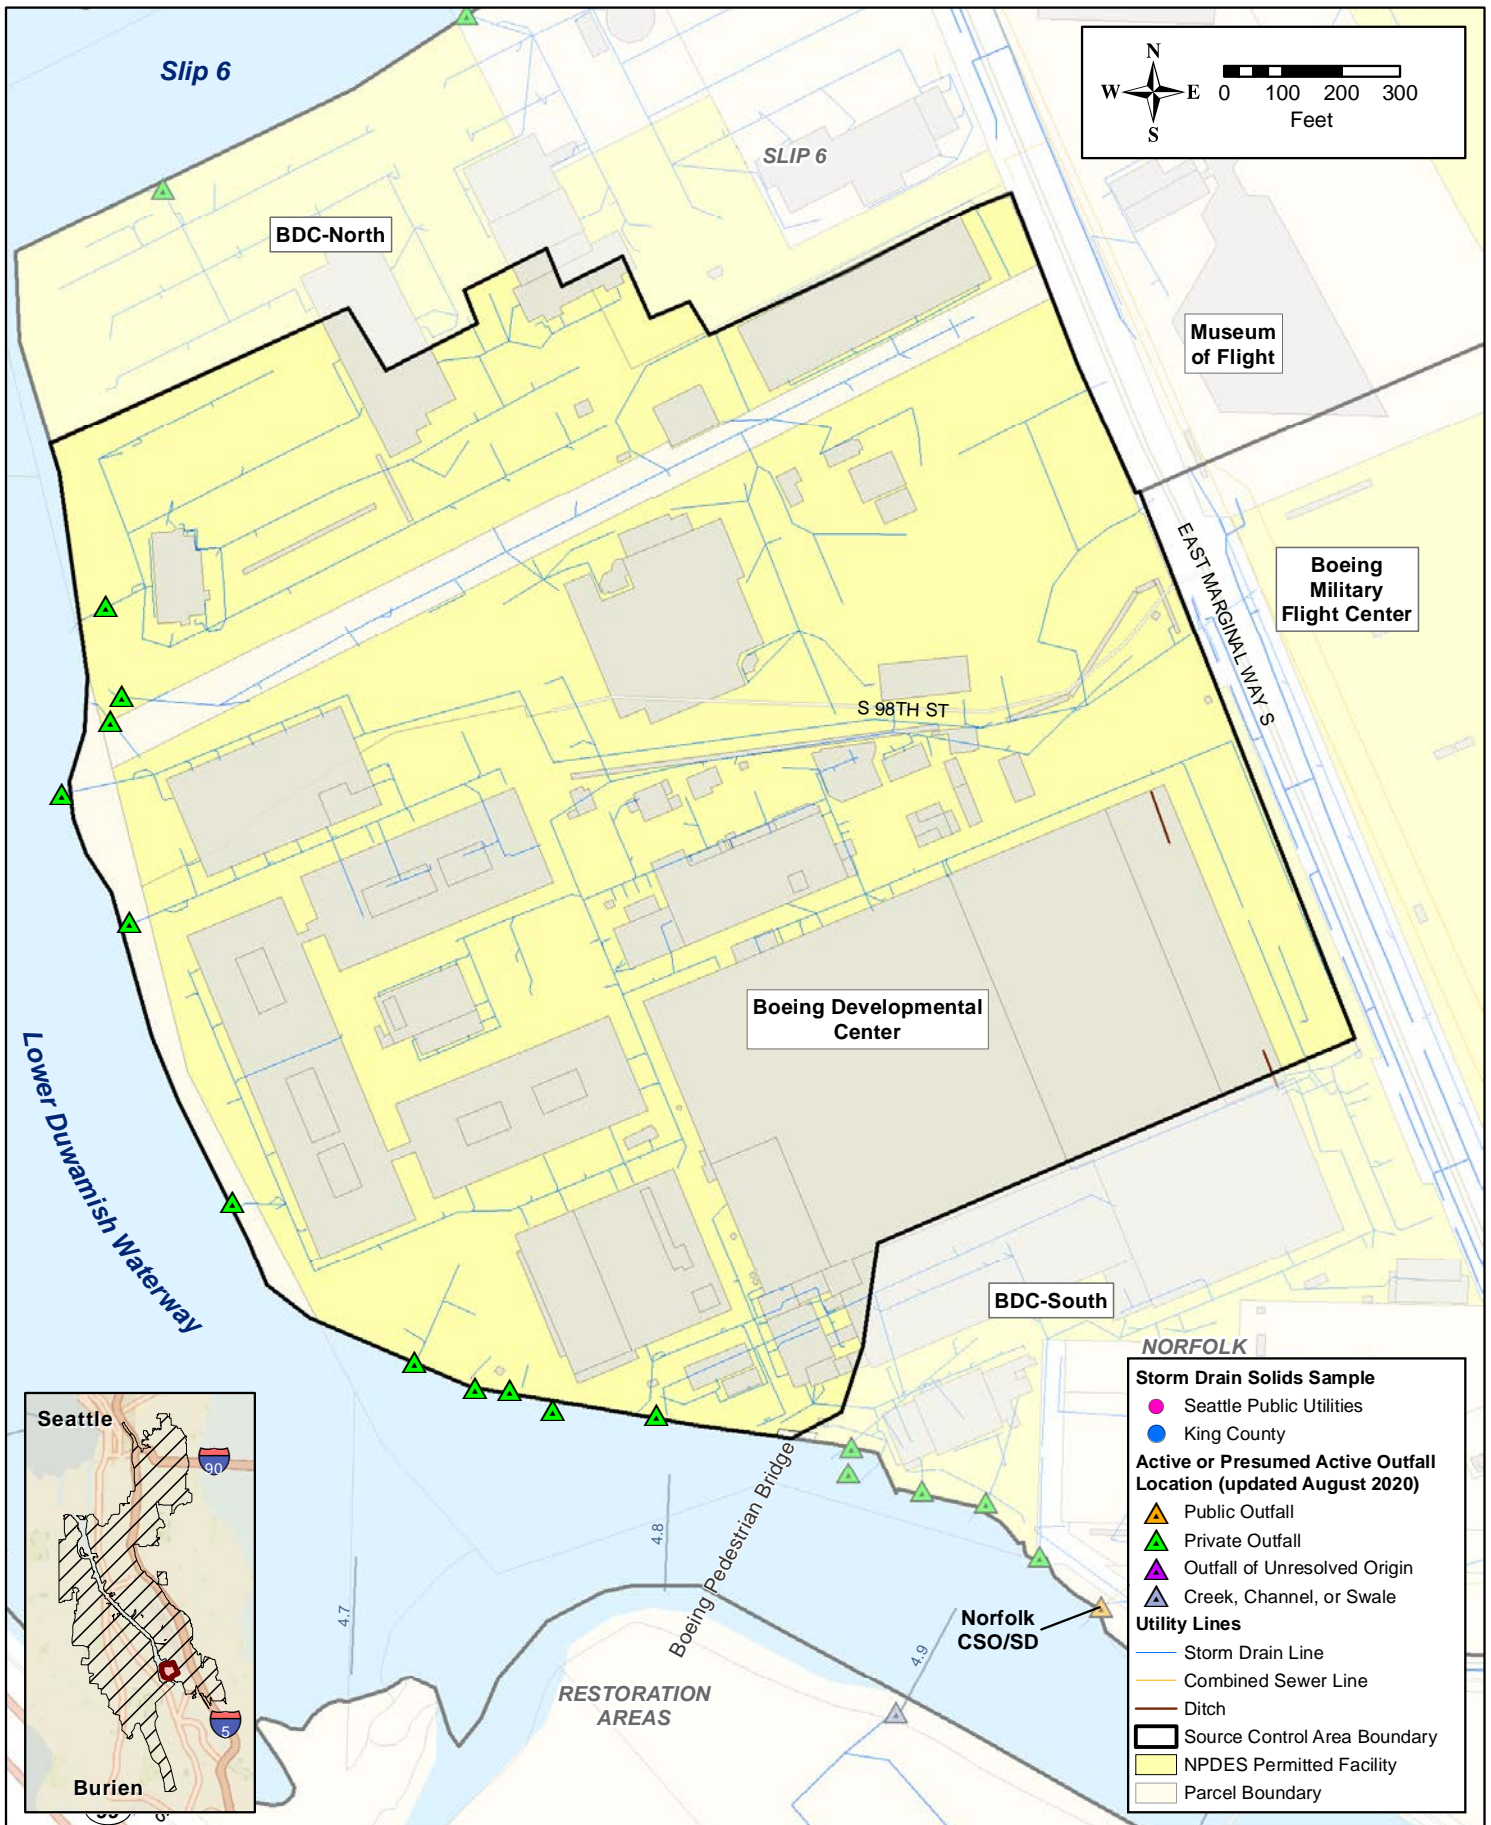 Slip 6
N
W
E
S
0 100 200 300
Feet
SLIP 6
BDC-North
Museum
of Flight
EAST MARGINAL WAY S
Boeing
Military
Flight Center
S 98TH ST
Boeing Developmental
Center
Lower Duwamish Waterway
BDC-South
NORFOLK
Boeing Pedestrian Bridge
4.7
4.8
4.9
Norfolk
CSO/SD
RESTORATION
AREAS
Seattle
90
5
Burien
99
Storm Drain Solids Sample
Seattle Public Utilities
King County
Active or Presumed Active Outfall
Location (updated August 2020)
Public Outfall
Private Outfall
Outfall of Unresolved Origin
Creek, Channel, or Swale
Utility Lines
Storm Drain Line
Combined Sewer Line
Ditch
Source Control Area Boundary
NPDES Permitted Facility
Parcel Boundary